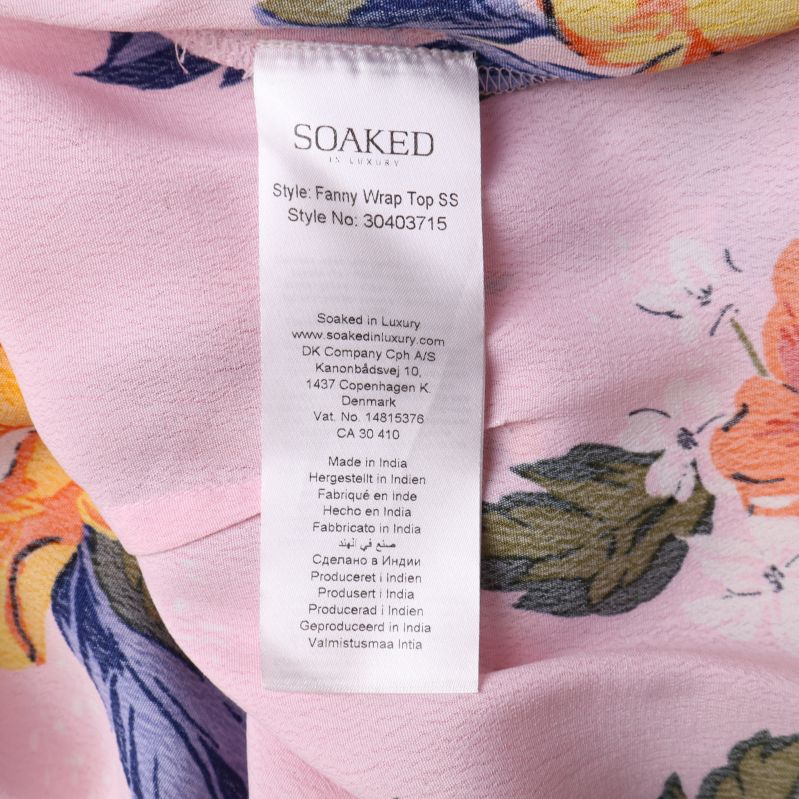 SOAKED
IN LUXURY
Style: Fanny Wrap Top SS
Style No: 30403715
Soaked in Luxury
www.soakedinluxury.com
DK Company Cph A/S
Kanonbådsvej 10,
1437 Copenhagen K.
Denmark
Vat. No. 14815376
CA 30 410
Made in India
Hergestellt in Indien
Fabriqué en inde
Hecho en India
Fabbricato in India
صنع في الهند
Сделано в Индии
Produceret i Indien
Produsert i India
Producerad i Indien
Geproduceerd in India
Valmistusmaa Intia